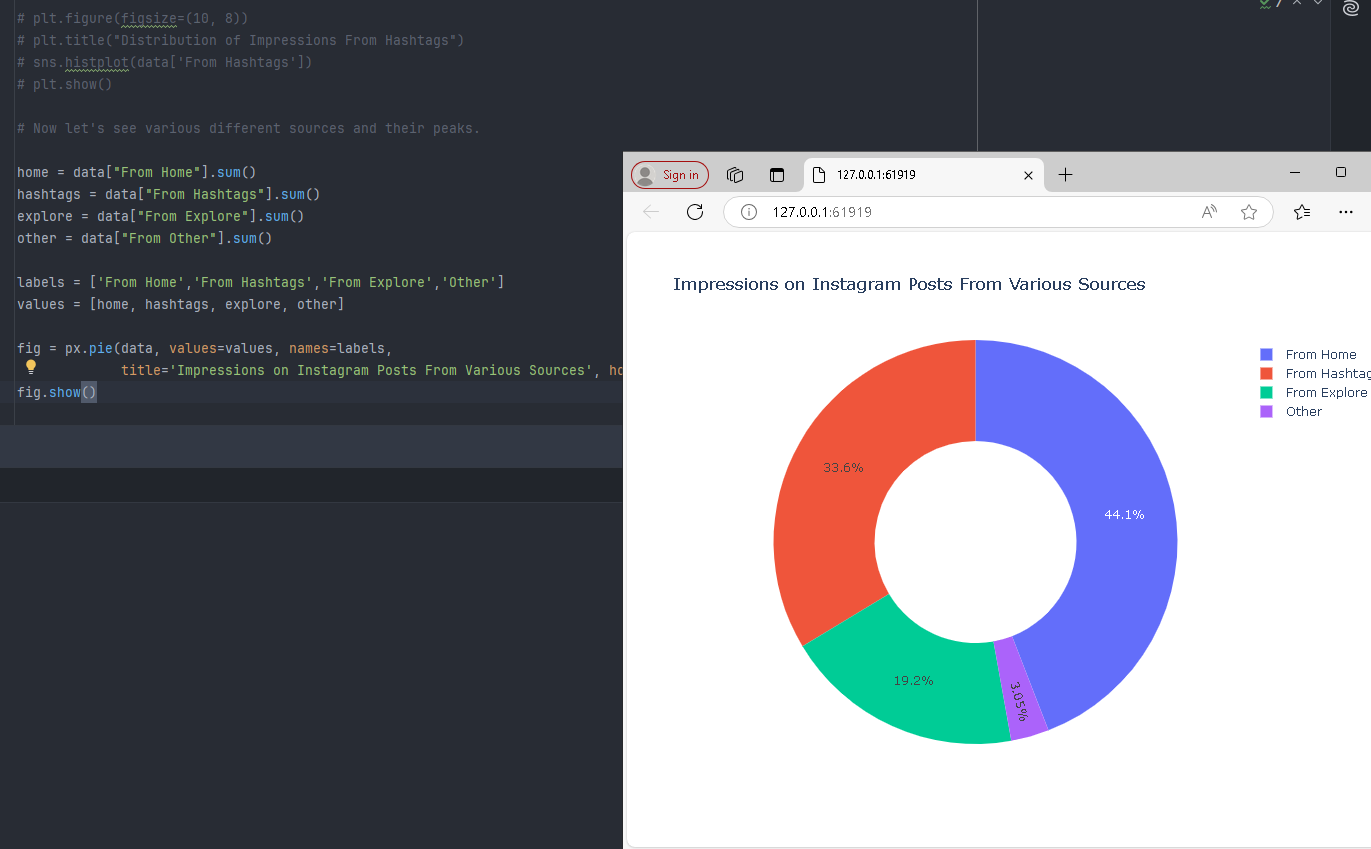 # plt.figure(figsize=(10, 8))
# plt.title("Distribution of Impressions From Hashtags")
# sns.histplot(data['From Hashtags'])
# plt.show()
# Now let's see various different sources and their peaks.
home = data["From Home"].sum()
hashtags = data["From Hashtags"].sum()
explore = data["From Explore"].sum()
other = data["From Other"].sum()
labels = ['From Home','From Hashtags','From Explore','Other']
values = [home, hashtags, explore, other]
fig = px.pie(data, values=values, names=labels,
title='Impressions on Instagram Posts From Various Sources', ho
fig.show()
Sign in
127.0.0.1:61919
127.0.0.1:61919
Impressions on Instagram Posts From Various Sources
From Home
From Hashtag
From Explore
Other
33.6%
44.1%
19.2%
3.05%